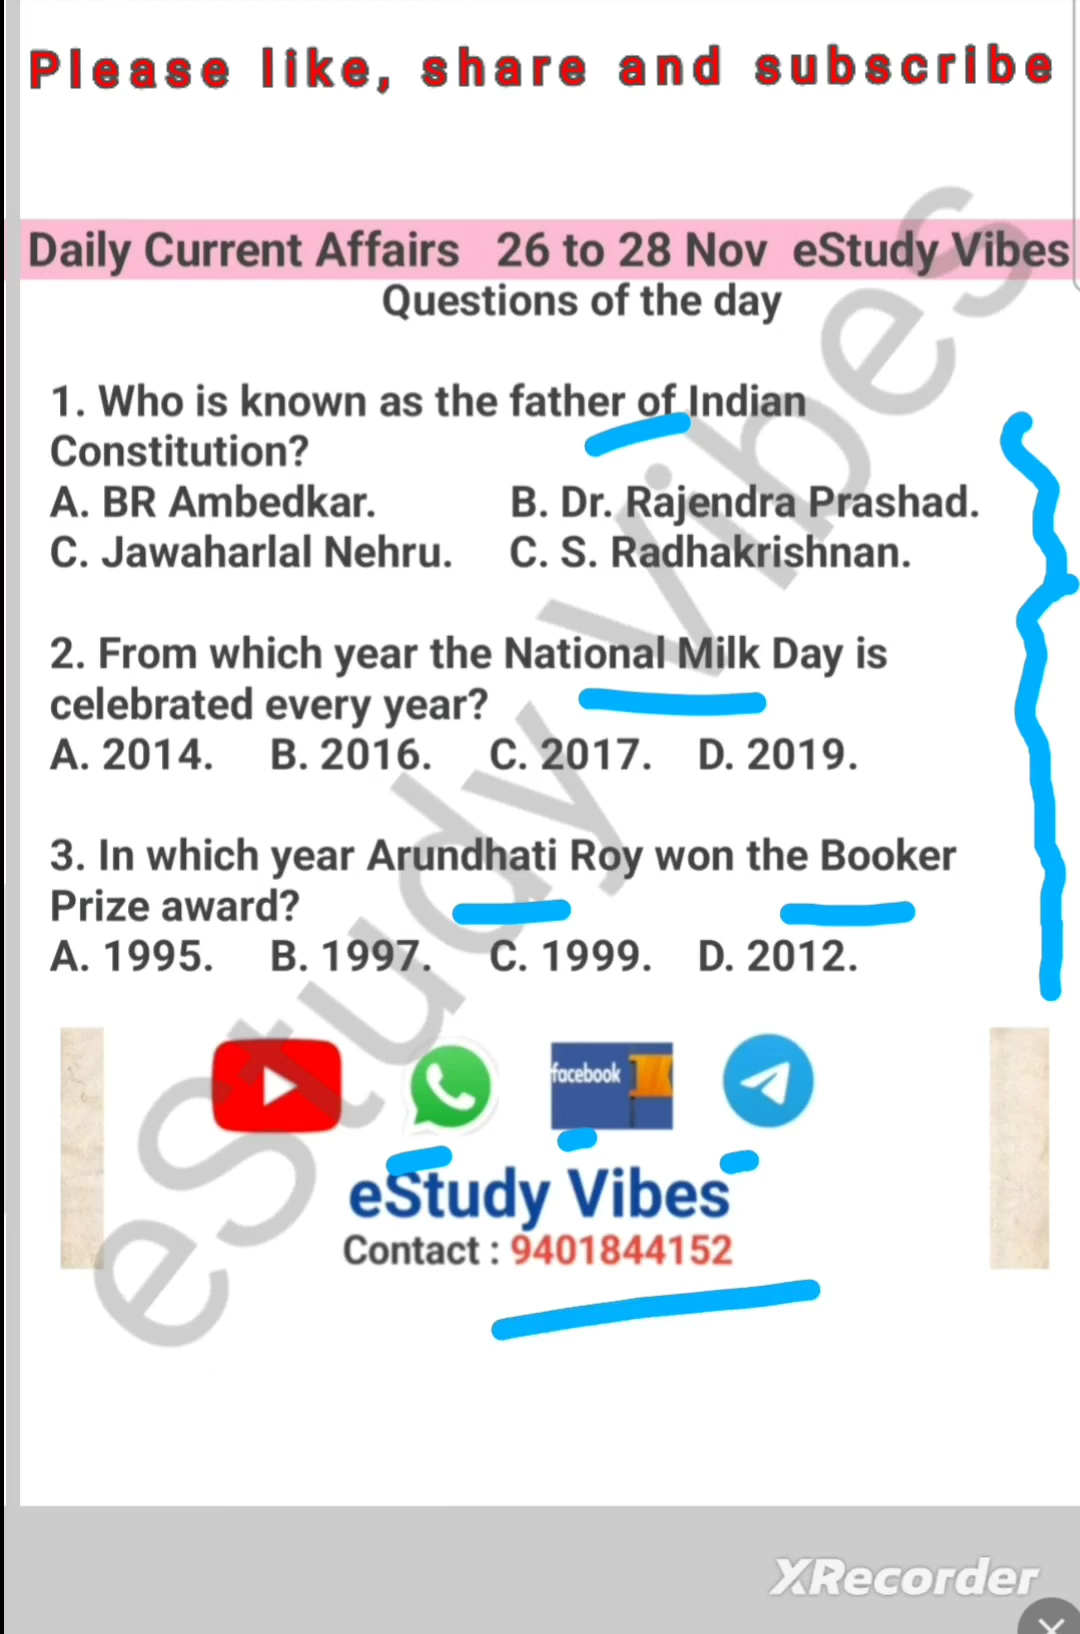 Please like, share and subscribe
Daily Current Affairs 26 to 28 Nov eStudy Vibes
Questions of the day
1. Who is known as the father of Indian
Constitution?
A. BR Ambedkar. B. Dr. Rajendra Prashad.
C. Jawaharlal Nehru. C. S. Radhakrishnan.
2. From which year the National Milk Day is
celebrated every year?
A. 2014. B. 2016. C. 2017. D. 2019.
3. In which year Arundhati Roy won the Booker
Prize award?
A. 1995. B. 1997. C. 1999. D. 2012.
facebook
eStudy Vibes
Contact : 9401844152
eStudy Vibes
XRecorder